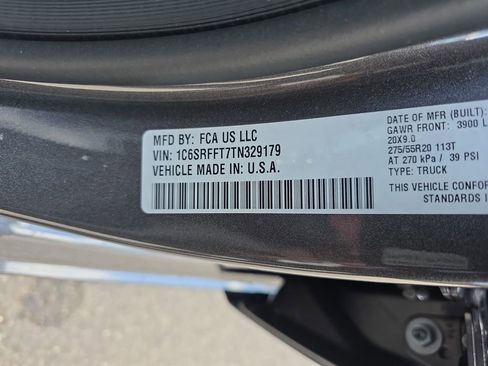 MFD BY: FCA US LLC
VIN: 1C6SRFFT7TN329179
VEHICLE MADE IN: U.S.A.
DATE OF MFR (BUILT):
GAWR FRONT: 3900 L
20X9.0
275/55R20 113T
AT 270 kPa / 39 PSI
TYPE: TRUCK
THIS VEHICLE CONFOR
STANDARDS I